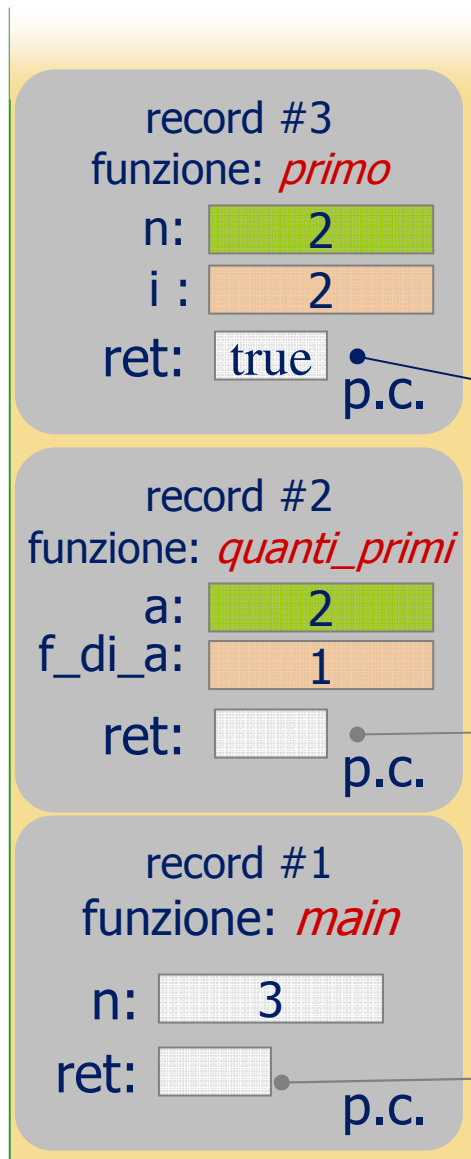 record #3
funzione: primo
n: 2
i : 2
ret: true
p.c.
record #2
funzione: quanti_primi
a: 2
f_di_a: 1
ret:
p.c.
record #1
funzione: main
n: 3
ret:
p.c.